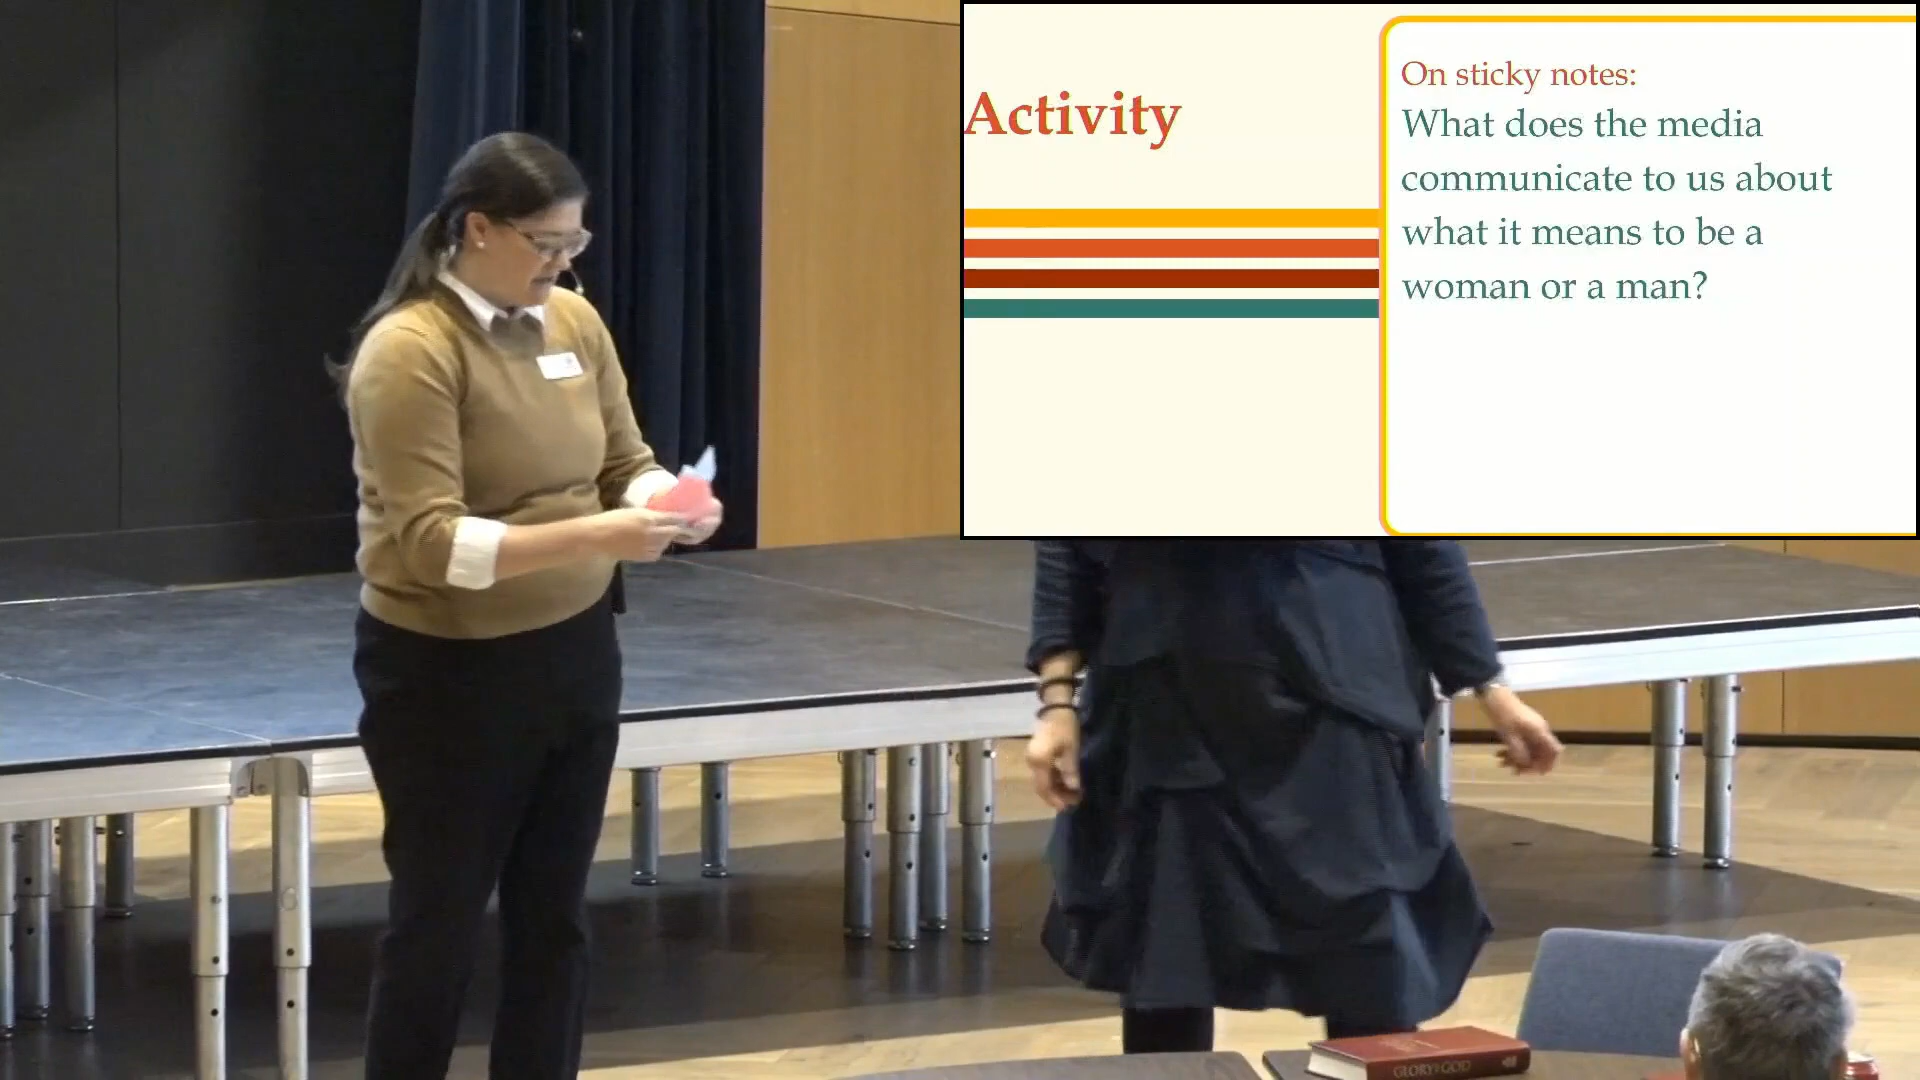 Activity
On sticky notes:
What does the media
communicate to us about
what it means to be a
woman or a man?
GLORY GOD